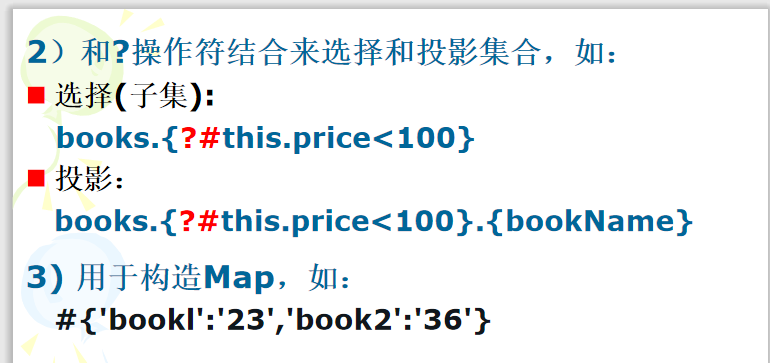 2）和?操作符结合来选择和投影集合，如：
选择(子集):
books.{?#this.price<100}
投影：
books.{?#this.price<100}.{bookName}
3) 用于构造Map，如：
#{'bookl':'23','book2':'36'}